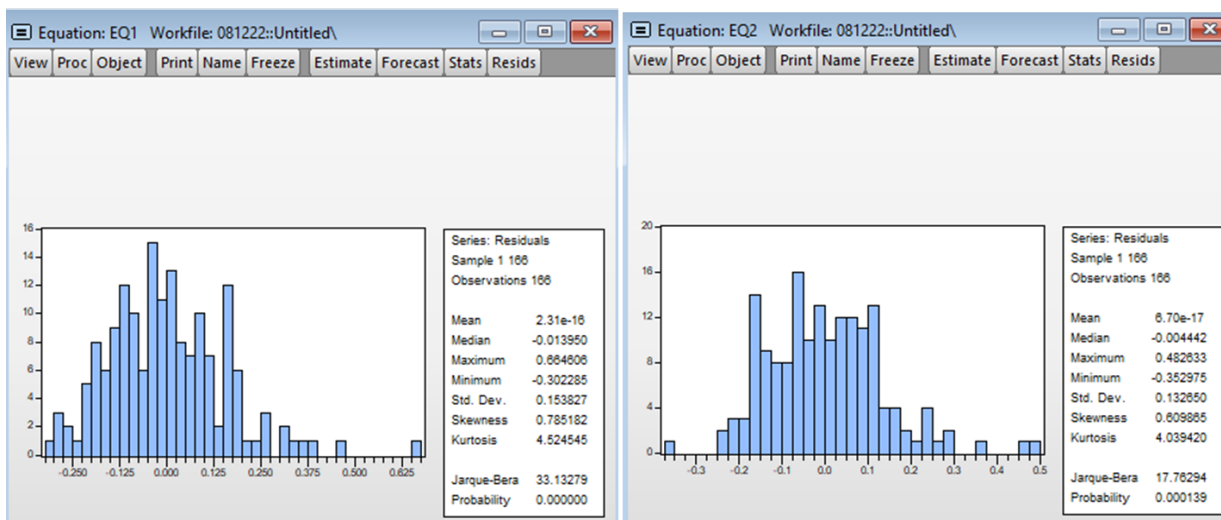 Equation: EQ1 Workfile: 081222::Untitled\
View Proc Object Print Name Freeze Estimate Forecast Stats Resids
16
14
12
10
8
6
4
2
0
-0.250 -0.125 0.000 0.125 0.250 0.375 0.500 0.625
Series: Residuals
Sample 1 166
Observations 166
Mean 2.31e-16
Median -0.013950
Maximum 0.664606
Minimum -0.302285
Std. Dev. 0.153827
Skewness 0.785182
Kurtosis 4.524545
Jarque-Bera 33.13279
Probability 0.000000
Equation: EQ2 Workfile: 081222::Untitled\
View Proc Object Print Name Freeze Estimate Forecast Stats Resids
20
16
12
8
4
0
-0.3 -0.2 -0.1 0.0 0.1 0.2 0.3 0.4 0.5
Series: Residuals
Sample 1 166
Observations 166
Mean 6.70e-17
Median -0.004442
Maximum 0.482633
Minimum -0.352975
Std. Dev. 0.132650
Skewness 0.609865
Kurtosis 4.039420
Jarque-Bera 17.76294
Probability 0.000139